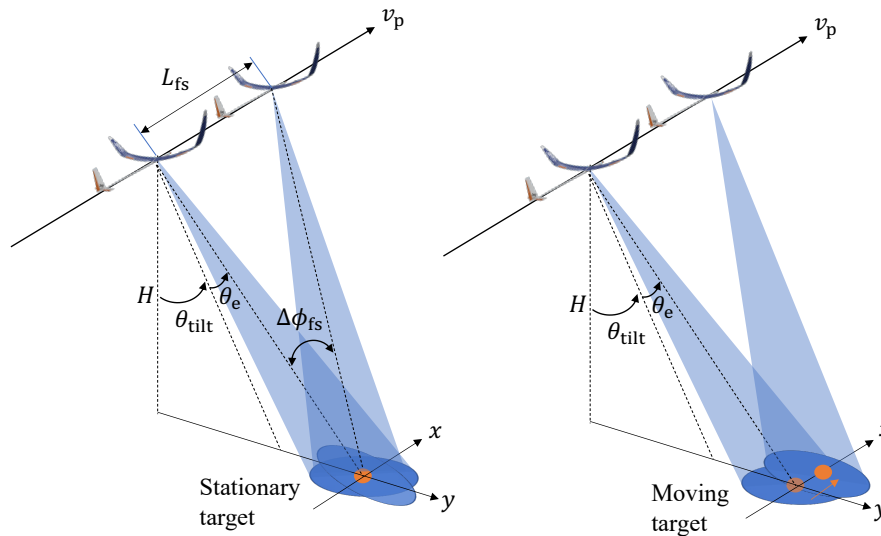 v_p
L_fs
H
θ_tilt
θ_e
Δϕ_fs
x
y
Stationary
target
v_p
H
θ_tilt
θ_e
y
Moving
target